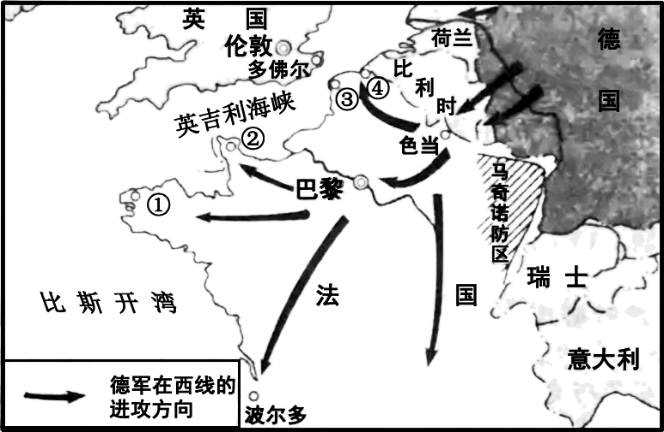 英国
伦敦
多佛尔
荷兰
德国
比利时
③
④
英吉利海峡
②
色当
巴黎
马奇诺防区
①
比斯开湾
法国
瑞士
意大利
德军在西线的
进攻方向
波尔多